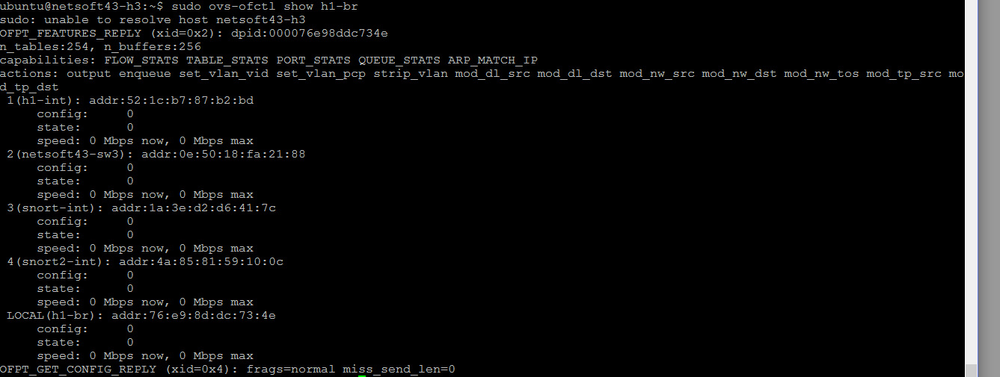 ubuntu@netsoft43-h3:~$ sudo ovs-ofctl show h1-br
sudo: unable to resolve host netsoft43-h3
OFPT_FEATURES_REPLY (xid=0x2): dpid:000076e98ddc734e
n_tables:254, n_buffers:256
capabilities: FLOW_STATS TABLE_STATS PORT_STATS QUEUE_STATS ARP_MATCH_IP
actions: output enqueue set_vlan_vid set_vlan_pcp strip_vlan mod_dl_src mod_dl_dst mod_nw_src mod_nw_dst mod_nw_tos mod_tp_src mo
d_tp_dst
 1(h1-int): addr:52:1c:b7:87:b2:bd
     config:     0
     state:      0
     speed: 0 Mbps now, 0 Mbps max
 2(netsoft43-sw3): addr:0e:50:18:fa:21:88
     config:     0
     state:      0
     speed: 0 Mbps now, 0 Mbps max
 3(snort-int): addr:1a:3e:d2:d6:41:7c
     config:     0
     state:      0
     speed: 0 Mbps now, 0 Mbps max
 4(snort2-int): addr:4a:85:81:59:10:0c
     config:     0
     state:      0
     speed: 0 Mbps now, 0 Mbps max
 LOCAL(h1-br): addr:76:e9:8d:dc:73:4e
     config:     0
     state:      0
     speed: 0 Mbps now, 0 Mbps max
OFPT_GET_CONFIG_REPLY (xid=0x4): frags=normal miss_send_len=0